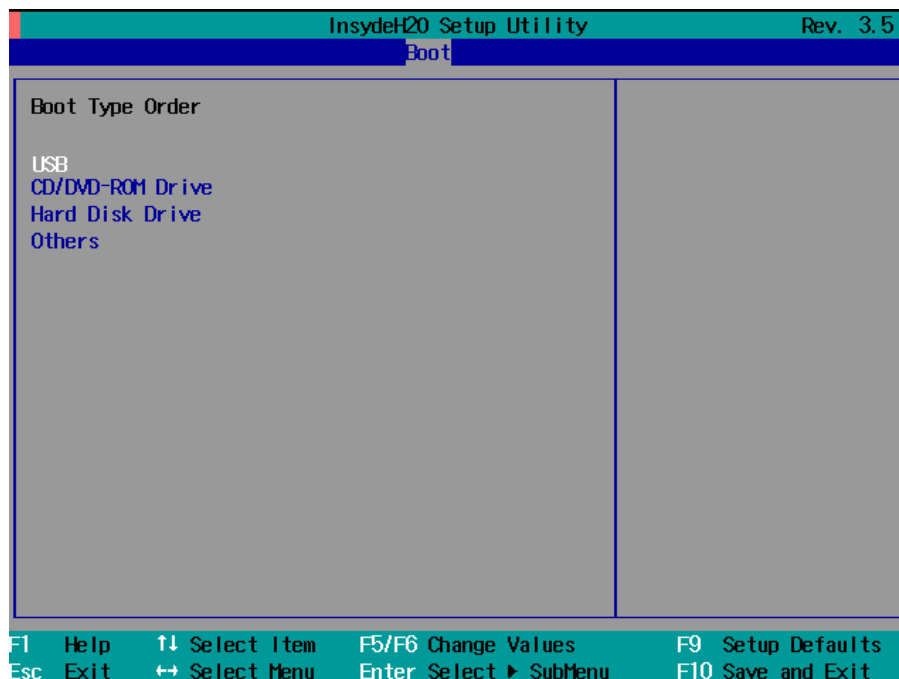 InsydeH2O Setup Utility Rev. 3.5
Boot
Boot Type Order
USB
CD/DVD-ROM Drive
Hard Disk Drive
Others
F1 Help ↑↓ Select Item F5/F6 Change Values F9 Setup Defaults
Esc Exit ↔ Select Menu Enter Select ▶ SubMenu F10 Save and Exit